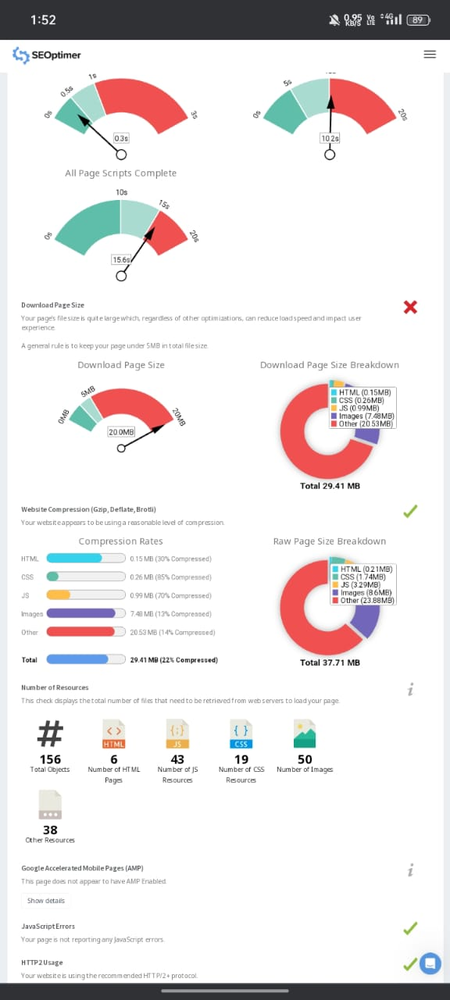 1:52
0.95 KB/S Vo LTE 4G 89
SEOptimer
0s 0.5s 1s 3s
0.3s
0s 5s 20s
10.2s
All Page Scripts Complete
0s 10s 15s 20s
15.6s
Download Page Size
Your page's file size is quite large which, regardless of other optimizations, can reduce load speed and impact user
experience.
A general rule is to keep your page under 5MB in total file size.
Download Page Size
0MB 5MB 20MB
20.0MB
Download Page Size Breakdown
HTML (0.15MB)
CSS (0.26MB)
JS (0.99MB)
Images (7.48MB)
Other (20.53MB)
Total 29.41 MB
Website Compression (Gzip, Deflate, Brotli)
Your website appears to be using a reasonable level of compression.
Compression Rates
HTML 0.15 MB (30% Compressed)
CSS 0.26 MB (85% Compressed)
JS 0.99 MB (70% Compressed)
Images 7.48 MB (13% Compressed)
Other 20.53 MB (14% Compressed)
Total 29.41 MB (22% Compressed)
Raw Page Size Breakdown
HTML (0.21MB)
CSS (1.74MB)
JS (3.29MB)
Images (8.6MB)
Other (23.88MB)
Total 37.71 MB
Number of Resources
This check displays the total number of files that need to be retrieved from web servers to load your page.
#
HTML
JS
CSS
156
Total Objects
6
Number of HTML
Pages
43
Number of JS
Resources
19
Number of CSS
Resources
50
Number of Images
38
Other Resources
Google Accelerated Mobile Pages (AMP)
This page does not appear to have AMP Enabled.
Show details
JavaScript Errors
Your page is not reporting any JavaScript errors.
HTTP2 Usage
Your website is using the recommended HTTP/2+ protocol.